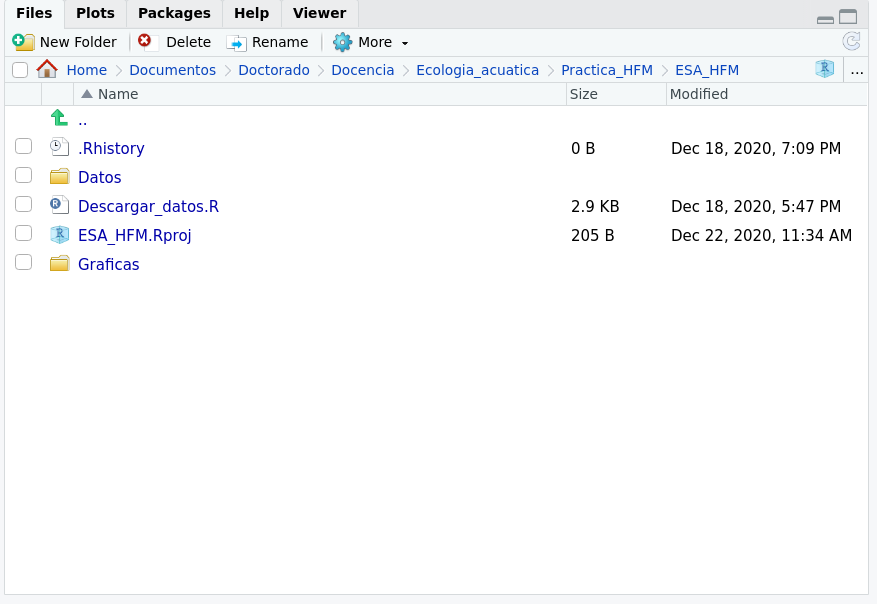 Files Plots Packages Help Viewer
New Folder Delete Rename More
Home Documentos Doctorado Docencia Ecologia_acuatica Practica_HFM ESA_HFM R ...
Name Size Modified
..
.Rhistory 0 B Dec 18, 2020, 7:09 PM
Datos
R Descargar_datos.R 2.9 KB Dec 18, 2020, 5:47 PM
R ESA_HFM.Rproj 205 B Dec 22, 2020, 11:34 AM
Graficas